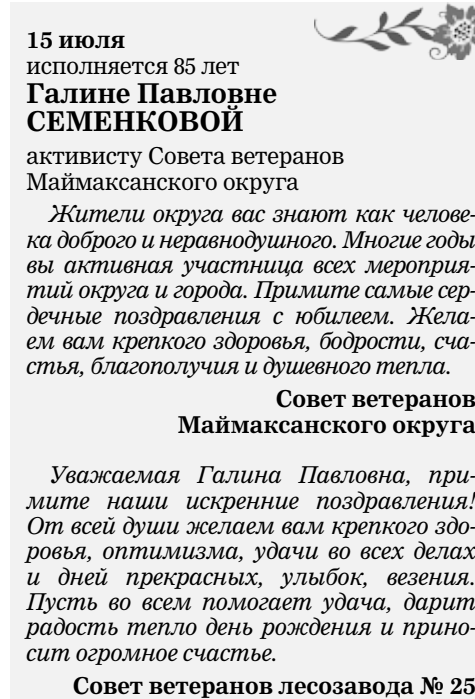 15 июля
исполняется 85 лет
Галине Павловне
СЕМЕНКОВОЙ
активисту Совета ветеранов
Маймаксанского округа
Жители округа вас знают как челове-
ка доброго и неравнодушного. Многие годы
вы активная участница всех мероприя-
тий округа и города. Примите самые сер-
дечные поздравления с юбилеем. Жела-
ем вам крепкого здоровья, бодрости, сча-
стья, благополучия и душевного тепла.
Совет ветеранов
Маймаксанского округа
Уважаемая Галина Павловна, при-
мите наши искренние поздравления!
От всей души желаем вам крепкого здо-
ровья, оптимизма, удачи во всех делах
и дней прекрасных, улыбок, везения.
Пусть во всем помогает удача, дарит
радость тепло день рождения и прино-
сит огромное счастье.
Совет ветеранов лесозавода № 25